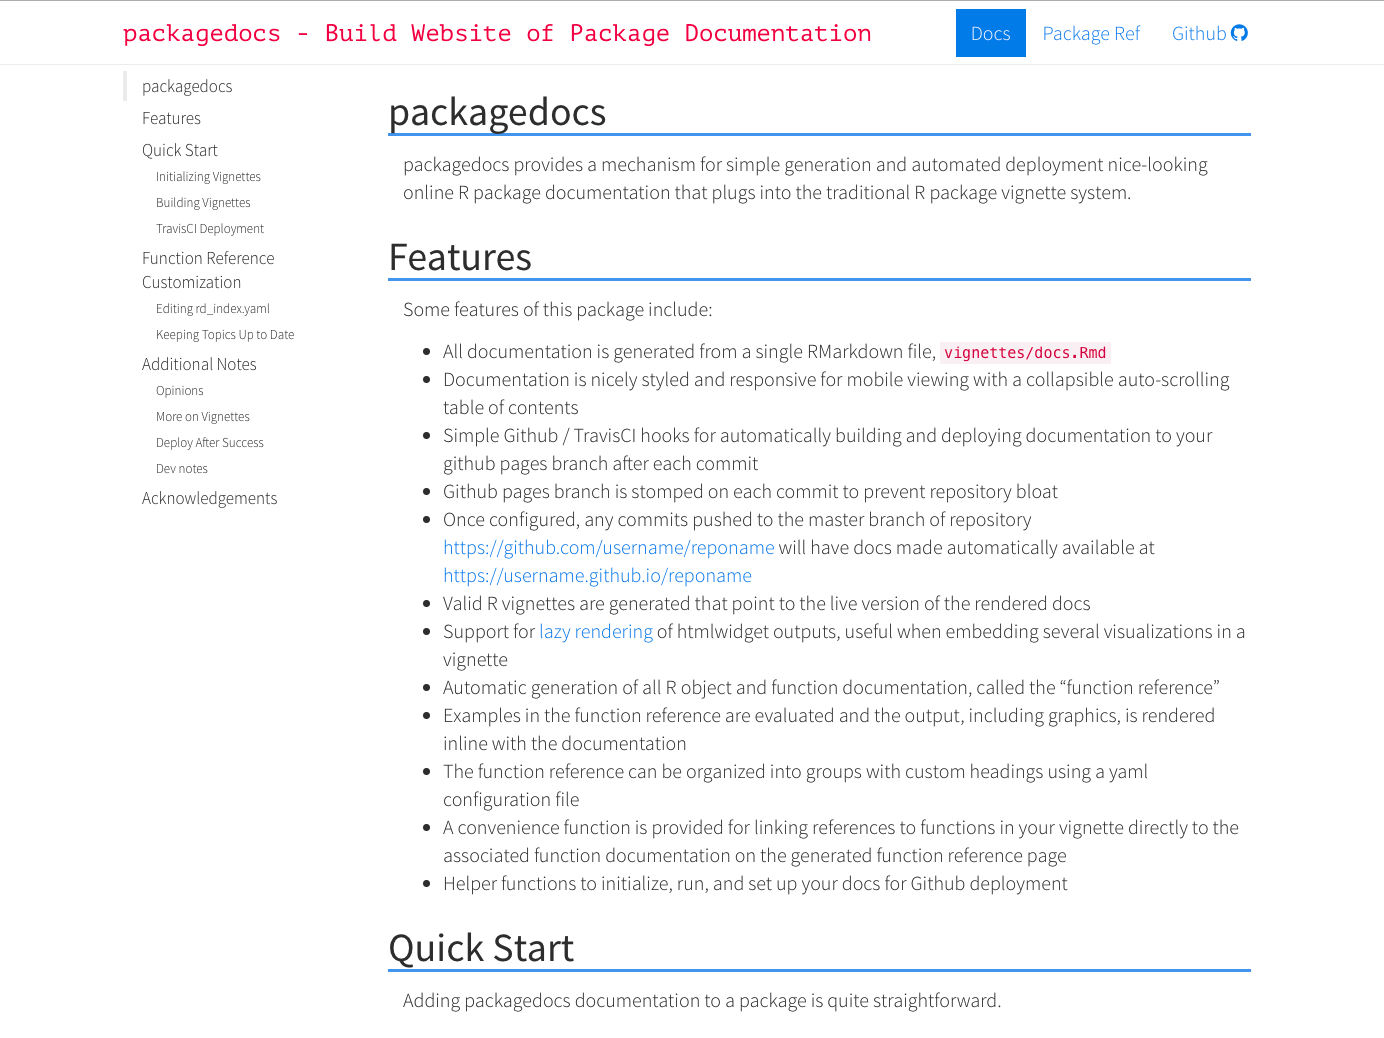 packagedocs - Build Website of Package Documentation
Docs
Package Ref
Github
packagedocs
Features
Quick Start
Initializing Vignettes
Building Vignettes
TravisCI Deployment
Function Reference
Customization
Editing rd_index.yaml
Keeping Topics Up to Date
Additional Notes
Opinions
More on Vignettes
Deploy After Success
Dev notes
Acknowledgements
packagedocs
packagedocs provides a mechanism for simple generation and automated deployment nice-looking
online R package documentation that plugs into the traditional R package vignette system.
Features
Some features of this package include:
• All documentation is generated from a single RMarkdown file, vignettes/docs.Rmd
• Documentation is nicely styled and responsive for mobile viewing with a collapsible auto-scrolling
table of contents
• Simple Github / TravisCI hooks for automatically building and deploying documentation to your
github pages branch after each commit
• Github pages branch is stomped on each commit to prevent repository bloat
• Once configured, any commits pushed to the master branch of repository
https://github.com/username/reponame will have docs made automatically available at
https://username.github.io/reponame
• Valid R vignettes are generated that point to the live version of the rendered docs
• Support for lazy rendering of htmlwidget outputs, useful when embedding several visualizations in a
vignette
• Automatic generation of all R object and function documentation, called the “function reference”
• Examples in the function reference are evaluated and the output, including graphics, is rendered
inline with the documentation
• The function reference can be organized into groups with custom headings using a yaml
configuration file
• A convenience function is provided for linking references to functions in your vignette directly to the
associated function documentation on the generated function reference page
• Helper functions to initialize, run, and set up your docs for Github deployment
Quick Start
Adding packagedocs documentation to a package is quite straightforward.